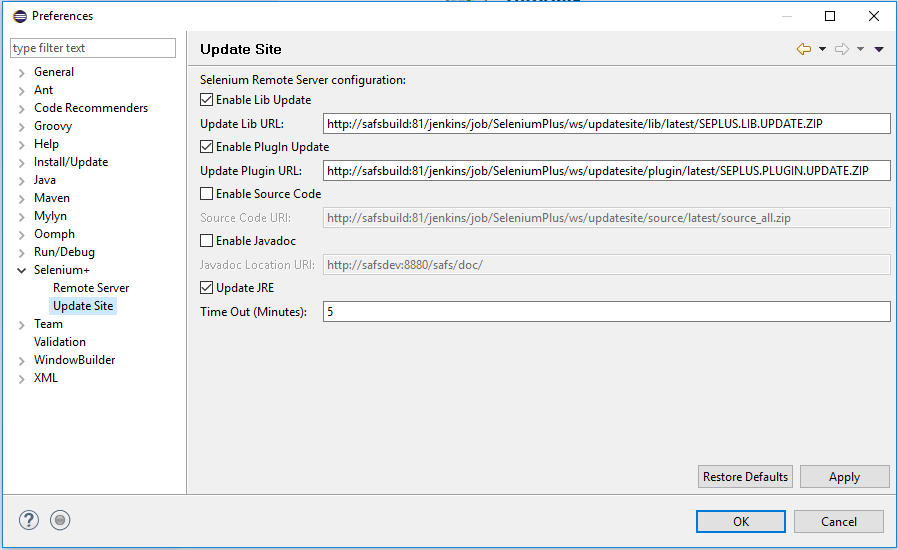 Preferences
type filter text
General
Ant
Code Recommenders
Groovy
Help
Install/Update
Java
Maven
Mylyn
Oomph
Run/Debug
Selenium+
Remote Server
Update Site
Team
Validation
WindowBuilder
XML
Update Site
Selenium Remote Server configuration:
Enable Lib Update
Update Lib URL: http://safsbuild:81/jenkins/job/SeleniumPlus/ws/updatesite/lib/latest/SEPLUS.LIB.UPDATE.ZIP
Enable PlugIn Update
Update Plugin URL: http://safsbuild:81/jenkins/job/SeleniumPlus/ws/updatesite/plugin/latest/SEPLUS.PLUGIN.UPDATE.ZIP
Enable Source Code
Source Code URI: http://safsbuild:81/jenkins/job/SeleniumPlus/ws/updatesite/source/latest/source_all.zip
Enable Javadoc
Javadoc Location URI: http://safsdev:8880/safs/doc/
Update JRE
Time Out (Minutes): 5
Restore Defaults Apply
? OK Cancel